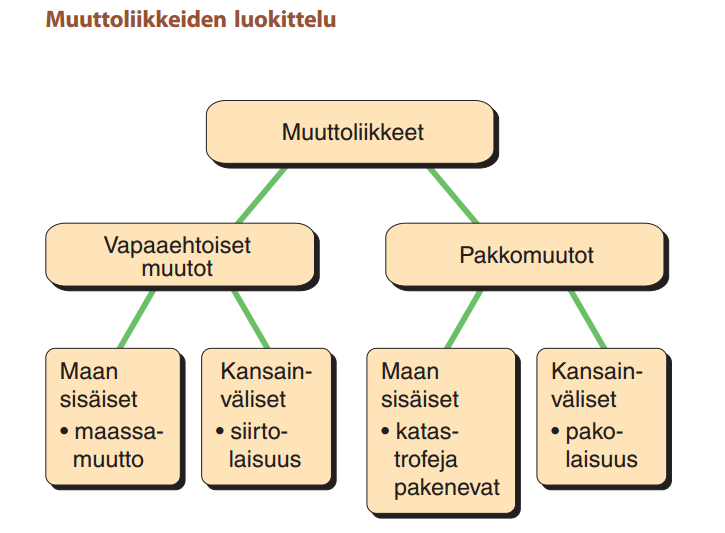 Muuttoliikkeiden luokittelu
Muuttoliikkeet
Vapaaehtoiset
muutot
Pakkomuutot
Maan
sisäiset
• maassa-
muutto
Kansain-
väliset
• siirto-
laisuus
Maan
sisäiset
• katas-
trofeja
pakenevat
Kansain-
väliset
• pako-
laisuus